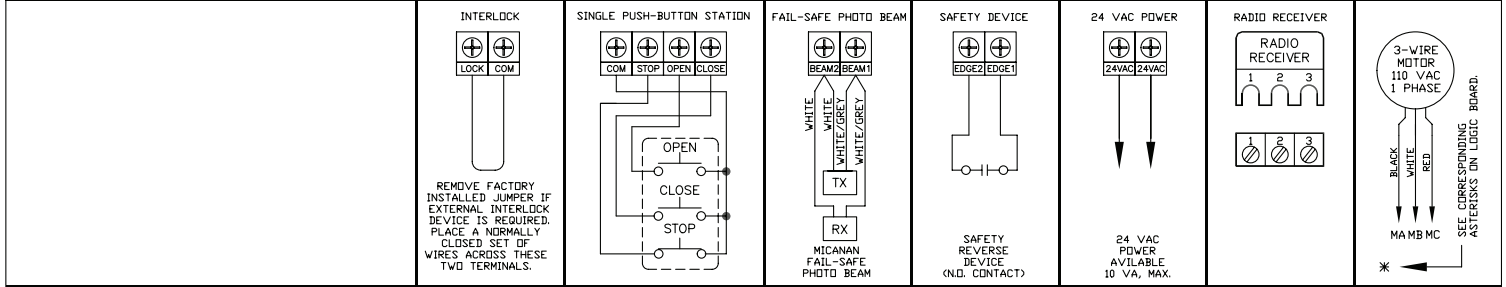 INTERLOCK
LOCK COM
REMOVE FACTORY
INSTALLED JUMPER IF
EXTERNAL INTERLOCK
DEVICE IS REQUIRED.
PLACE A NORMALLY
CLOSED SET OF
WIRES ACROSS THESE
TWO TERMINALS.
SINGLE PUSH-BUTTON STATION
COM STOP OPEN CLOSE
OPEN
CLOSE
STOP
FAIL-SAFE PHOTO BEAM
BEAM2 BEAM1
WHITE
WHITE
WHITE/GREY
WHITE/GREY
TX
RX
MICANAN
FAIL-SAFE
PHOTO BEAM
SAFETY DEVICE
EDGE2 EDGE1
SAFETY
REVERSE
DEVICE
(N.O. CONTACT)
24 VAC POWER
24VAC 24VAC
24 VAC
POWER
AVILABLE
10 VA, MAX.
RADIO RECEIVER
RADIO
RECEIVER
1 2 3
1 2 3
3-WIRE
MOTOR
110 VAC
1 PHASE
BLACK
WHITE
RED
MA MB MC
SEE CORRESPONDING
ASTERISKS ON LOGIC BOARD.
*